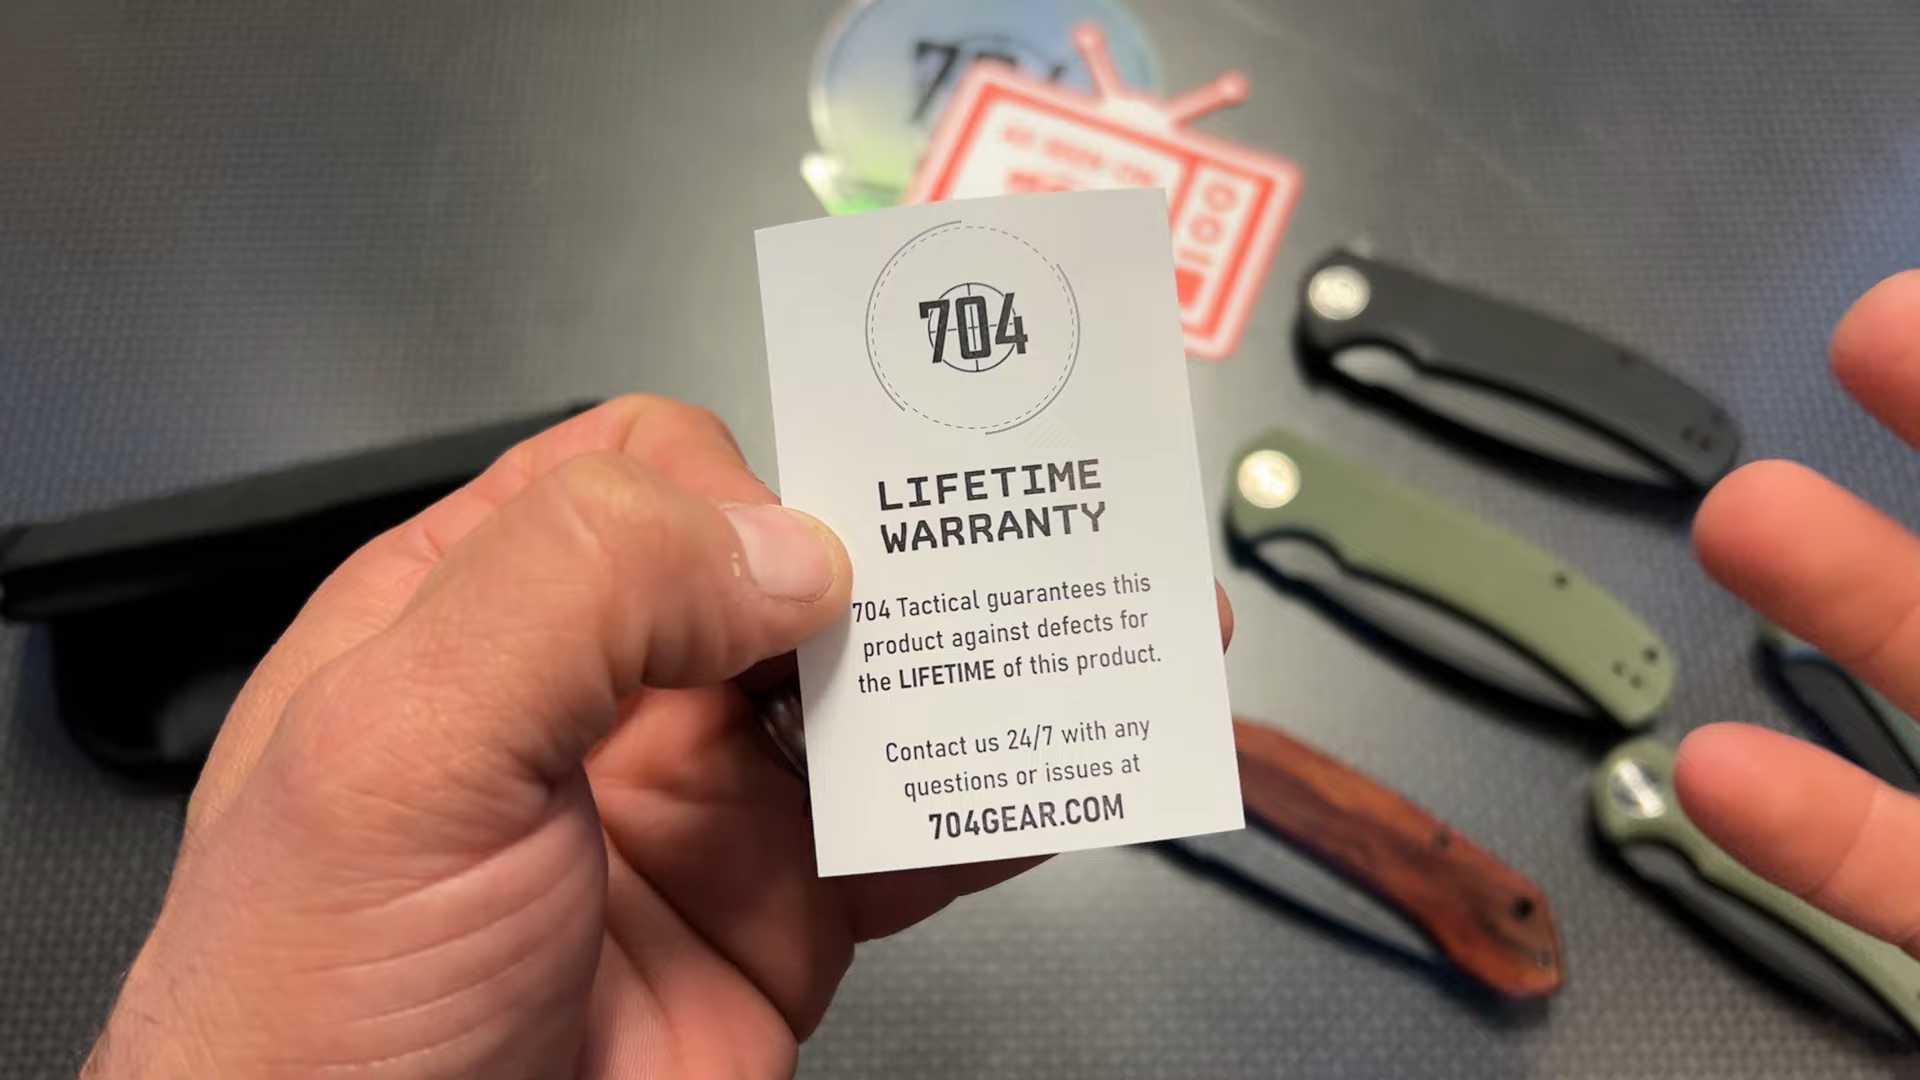 704
704
LIFETIME
WARRANTY
704 Tactical guarantees this
product against defects for
the LIFETIME of this product.
Contact us 24/7 with any
questions or issues at
704GEAR.COM